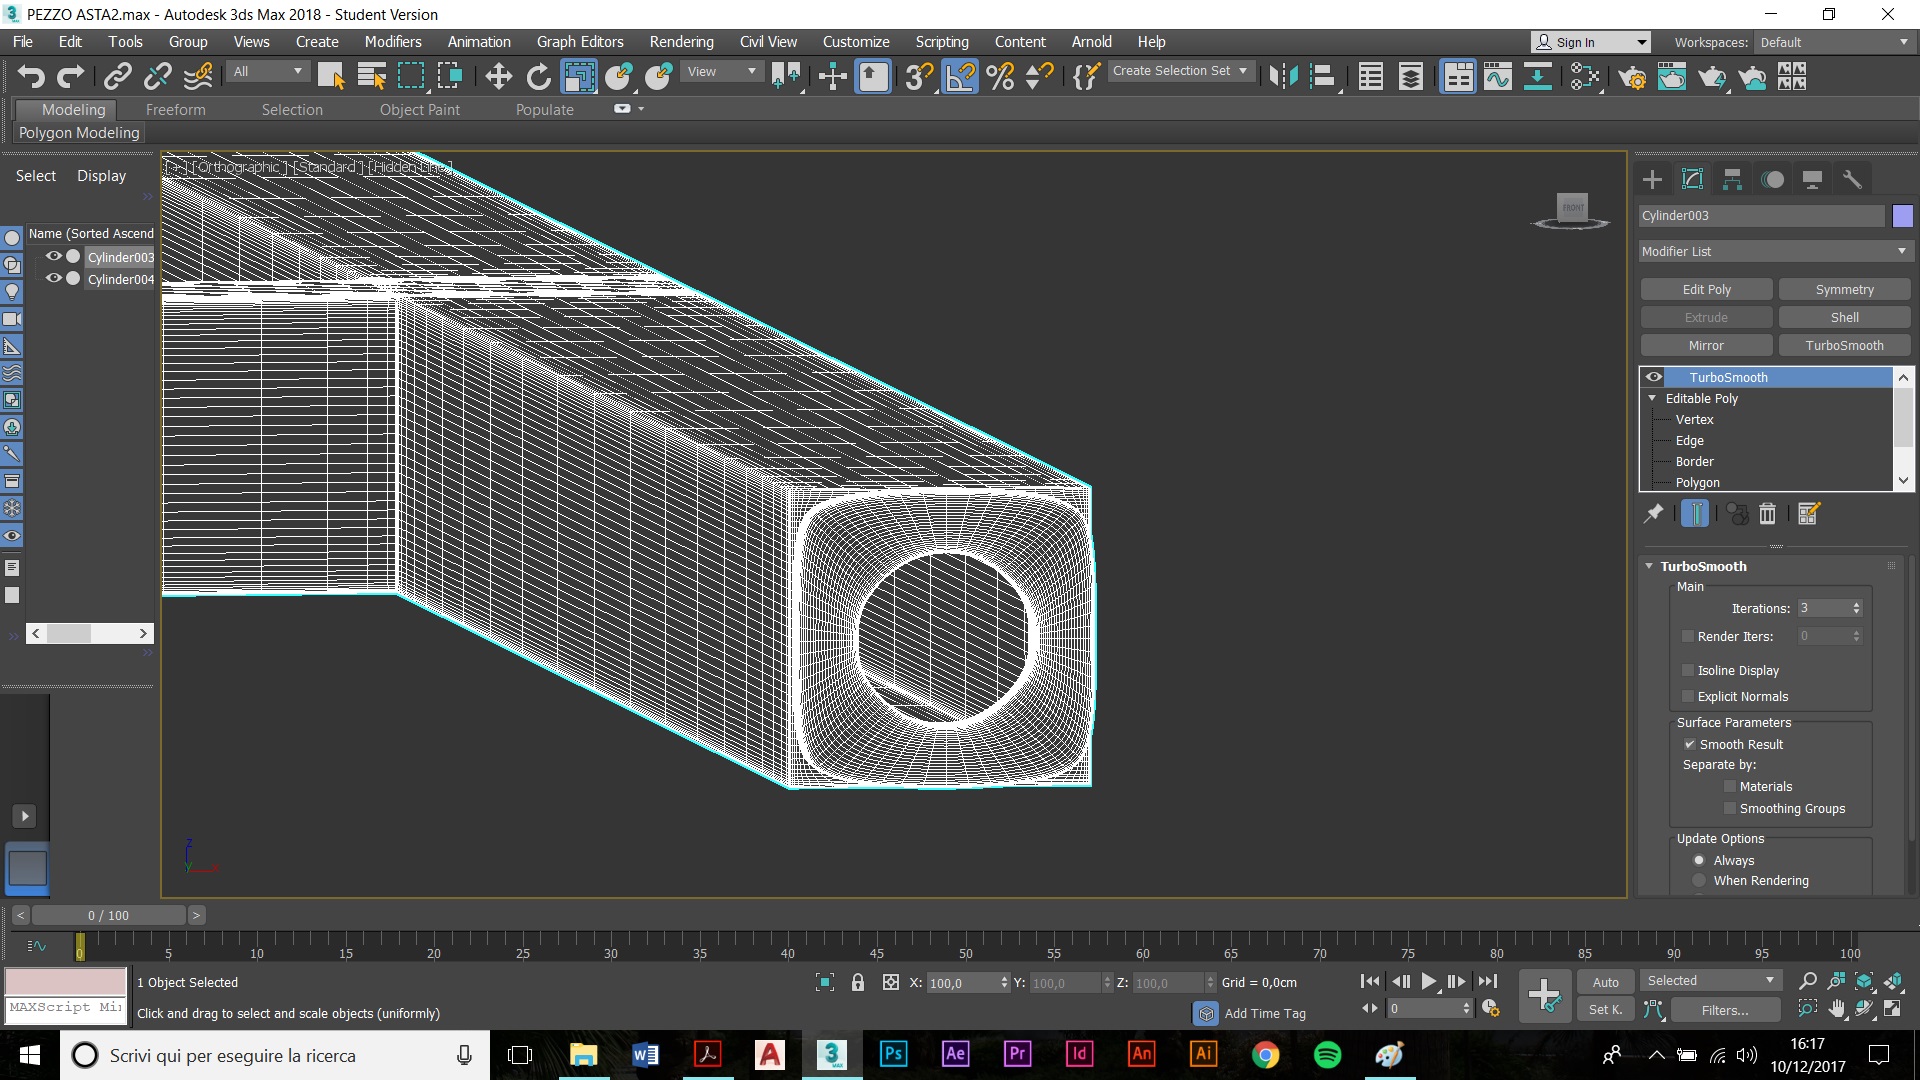 PEZZO ASTA2.max - Autodesk 3ds Max 2018 - Student Version
File Edit Tools Group Views Create Modifiers Animation Graph Editors Rendering Civil View Customize Scripting Content Arnold Help
Sign In Workspaces: Default
All View Create Selection Set
Modeling Freeform Selection Object Paint Populate
Polygon Modeling
Select Display
[+] [Orthographic] [Standard] [Hidden Line]
FRONT
Name (Sorted Ascend
Cylinder003
Cylinder004
Cylinder003
Modifier List
Edit Poly Symmetry
Extrude Shell
Mirror TurboSmooth
TurboSmooth
Editable Poly
Vertex
Edge
Border
Polygon
TurboSmooth
Main
Iterations: 3
Render Iters: 0
Isoline Display
Explicit Normals
Surface Parameters
Smooth Result
Separate by:
Materials
Smoothing Groups
Update Options
Always
When Rendering
z
y
x
< 0 / 100 >
0 5 10 15 20 25 30 35 40 45 50 55 60 65 70 75 80 85 90 95 100
1 Object Selected
X: 100,0 Y: 100,0 Z: 100,0 Grid = 0,0cm
Auto Selected
MAXScript Mi
Click and drag to select and scale objects (uniformly)
Add Time Tag
0
Set K. Filters...
Scrivi qui per eseguire la ricerca
W A 3 MAX Ps Ae Pr Id An Ai
16:17
10/12/2017